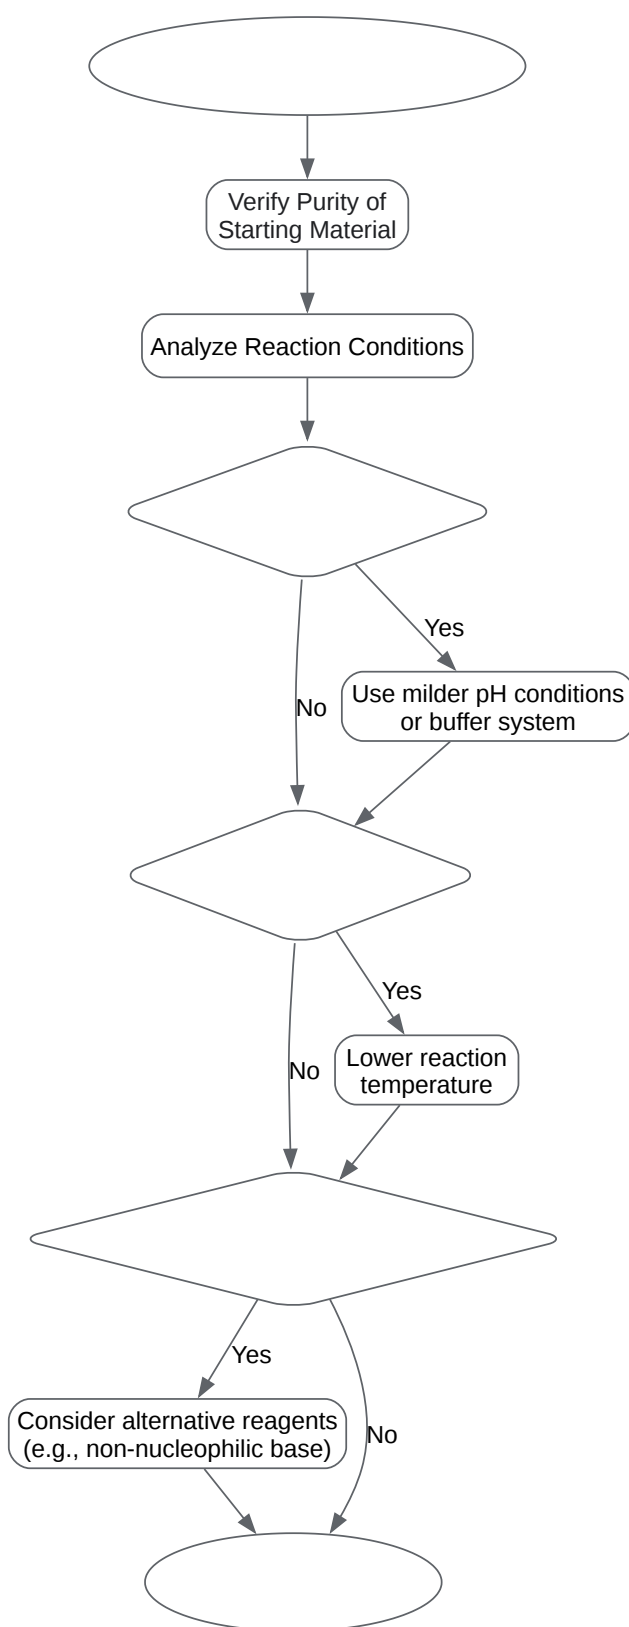 Verify Purity of
Starting Material
Analyze Reaction Conditions
Yes
No
Use milder pH conditions
or buffer system
Yes
No
Lower reaction
temperature
Yes
Consider alternative reagents
(e.g., non-nucleophilic base)
No